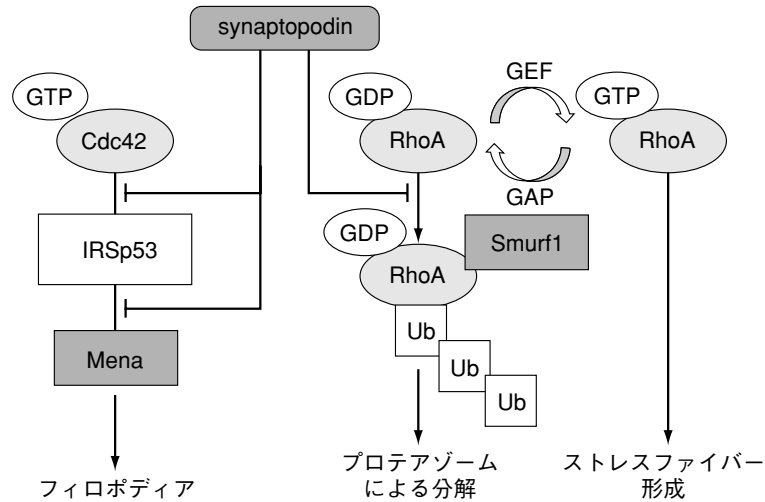 synaptopodin
GTP
Cdc42
IRSp53
Mena
フィロポディア
GDP
RhoA
GEF
GAP
GTP
RhoA
GDP
RhoA
Smurf1
Ub
Ub
Ub
プロテアゾーム
による分解
ストレスファイバー
形成